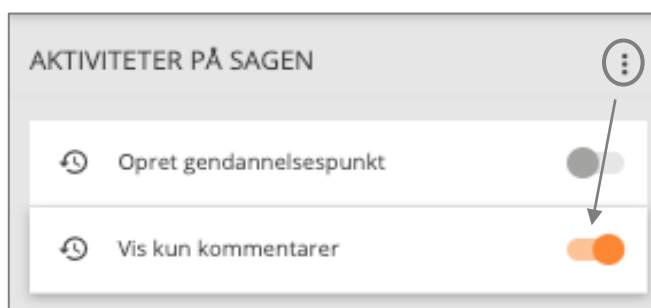 AKTIVITETER PÅ SAGEN
Opret gendannelsespunkt
Vis kun kommentarer